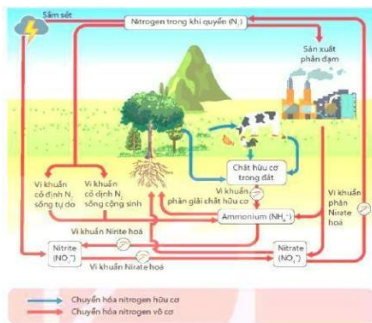 Sấm sét
Nitrogen trong khí quyển (N₂)
Sản xuất
phân đạm
Chất hữu cơ
trong đất
Vi khuẩn
cố định N₂
sống tự do
Vi khuẩn
cố định N₂
sống cộng sinh
Vi khuẩn
phân giải chất hữu cơ
Vi khuẩn
phản Nirate
hoá
Ammonium (NH₄⁺)
Vi khuẩn Nirite hoá
Nitrite
(NO₂⁻)
Vi khuẩn Nirate hoá
Nitrate
(NO₃⁻)
Chuyển hóa nitrogen hữu cơ
Chuyển hóa nitrogen vô cơ